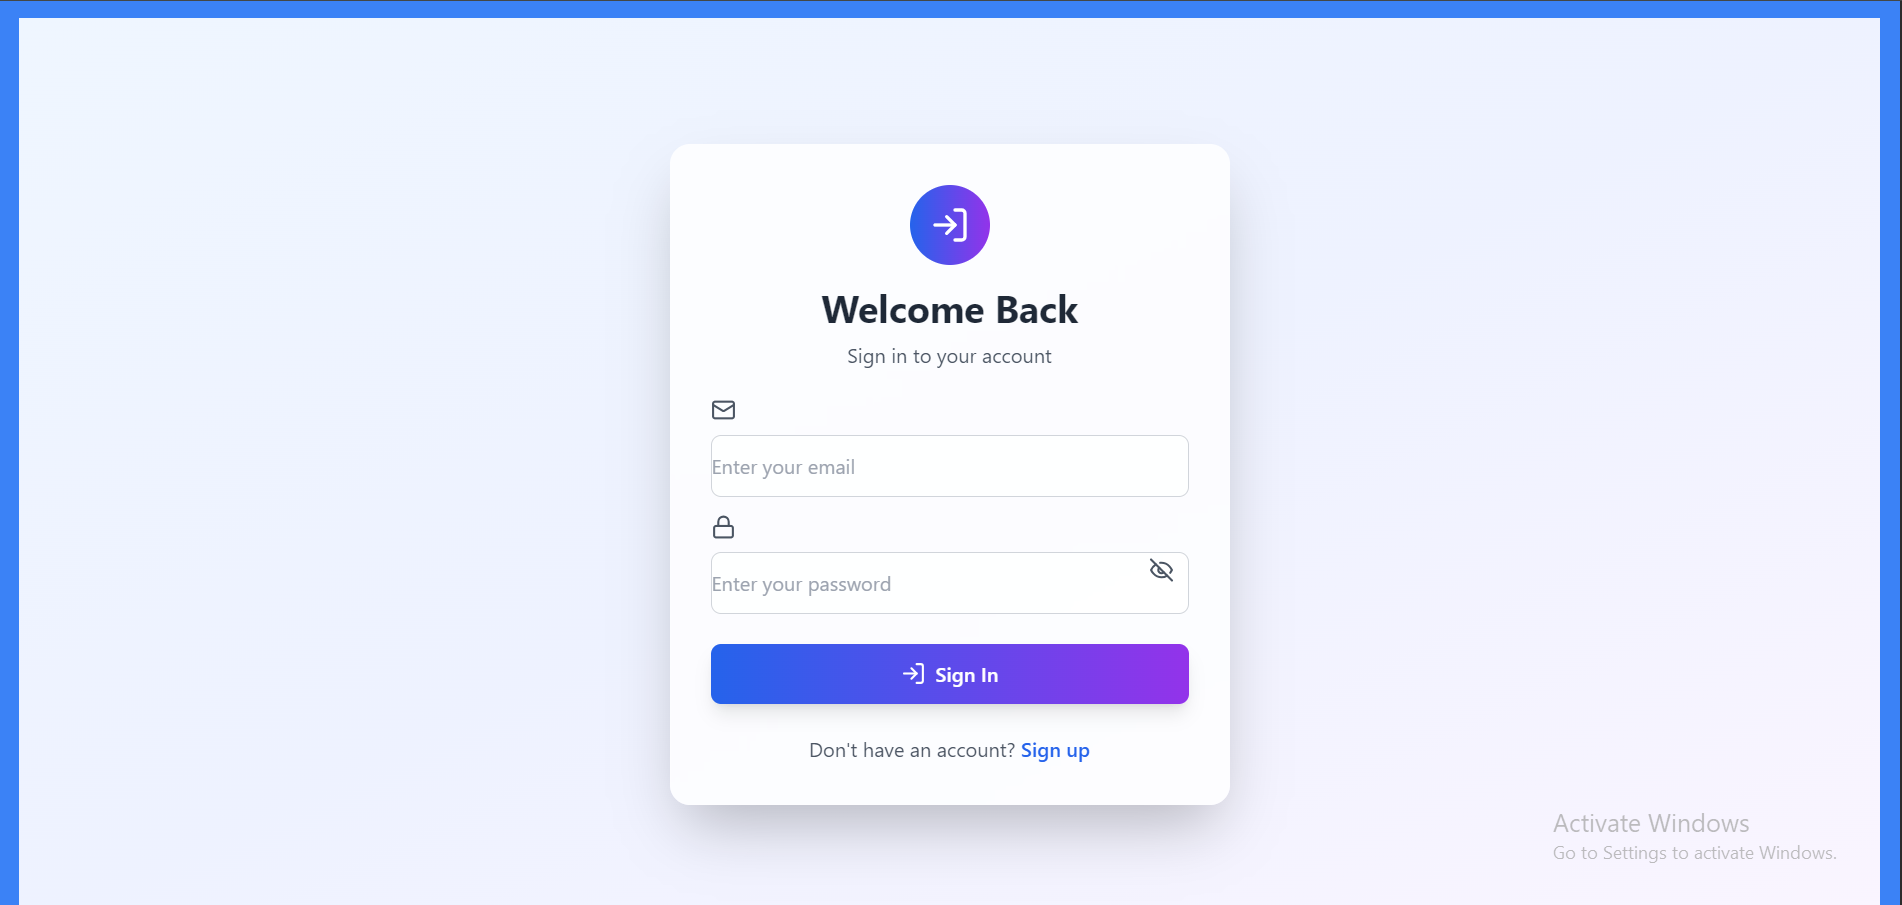 Welcome Back
Sign in to your account
Enter your email
Enter your password
Sign In
Don't have an account? Sign up
Activate Windows
Go to Settings to activate Windows.